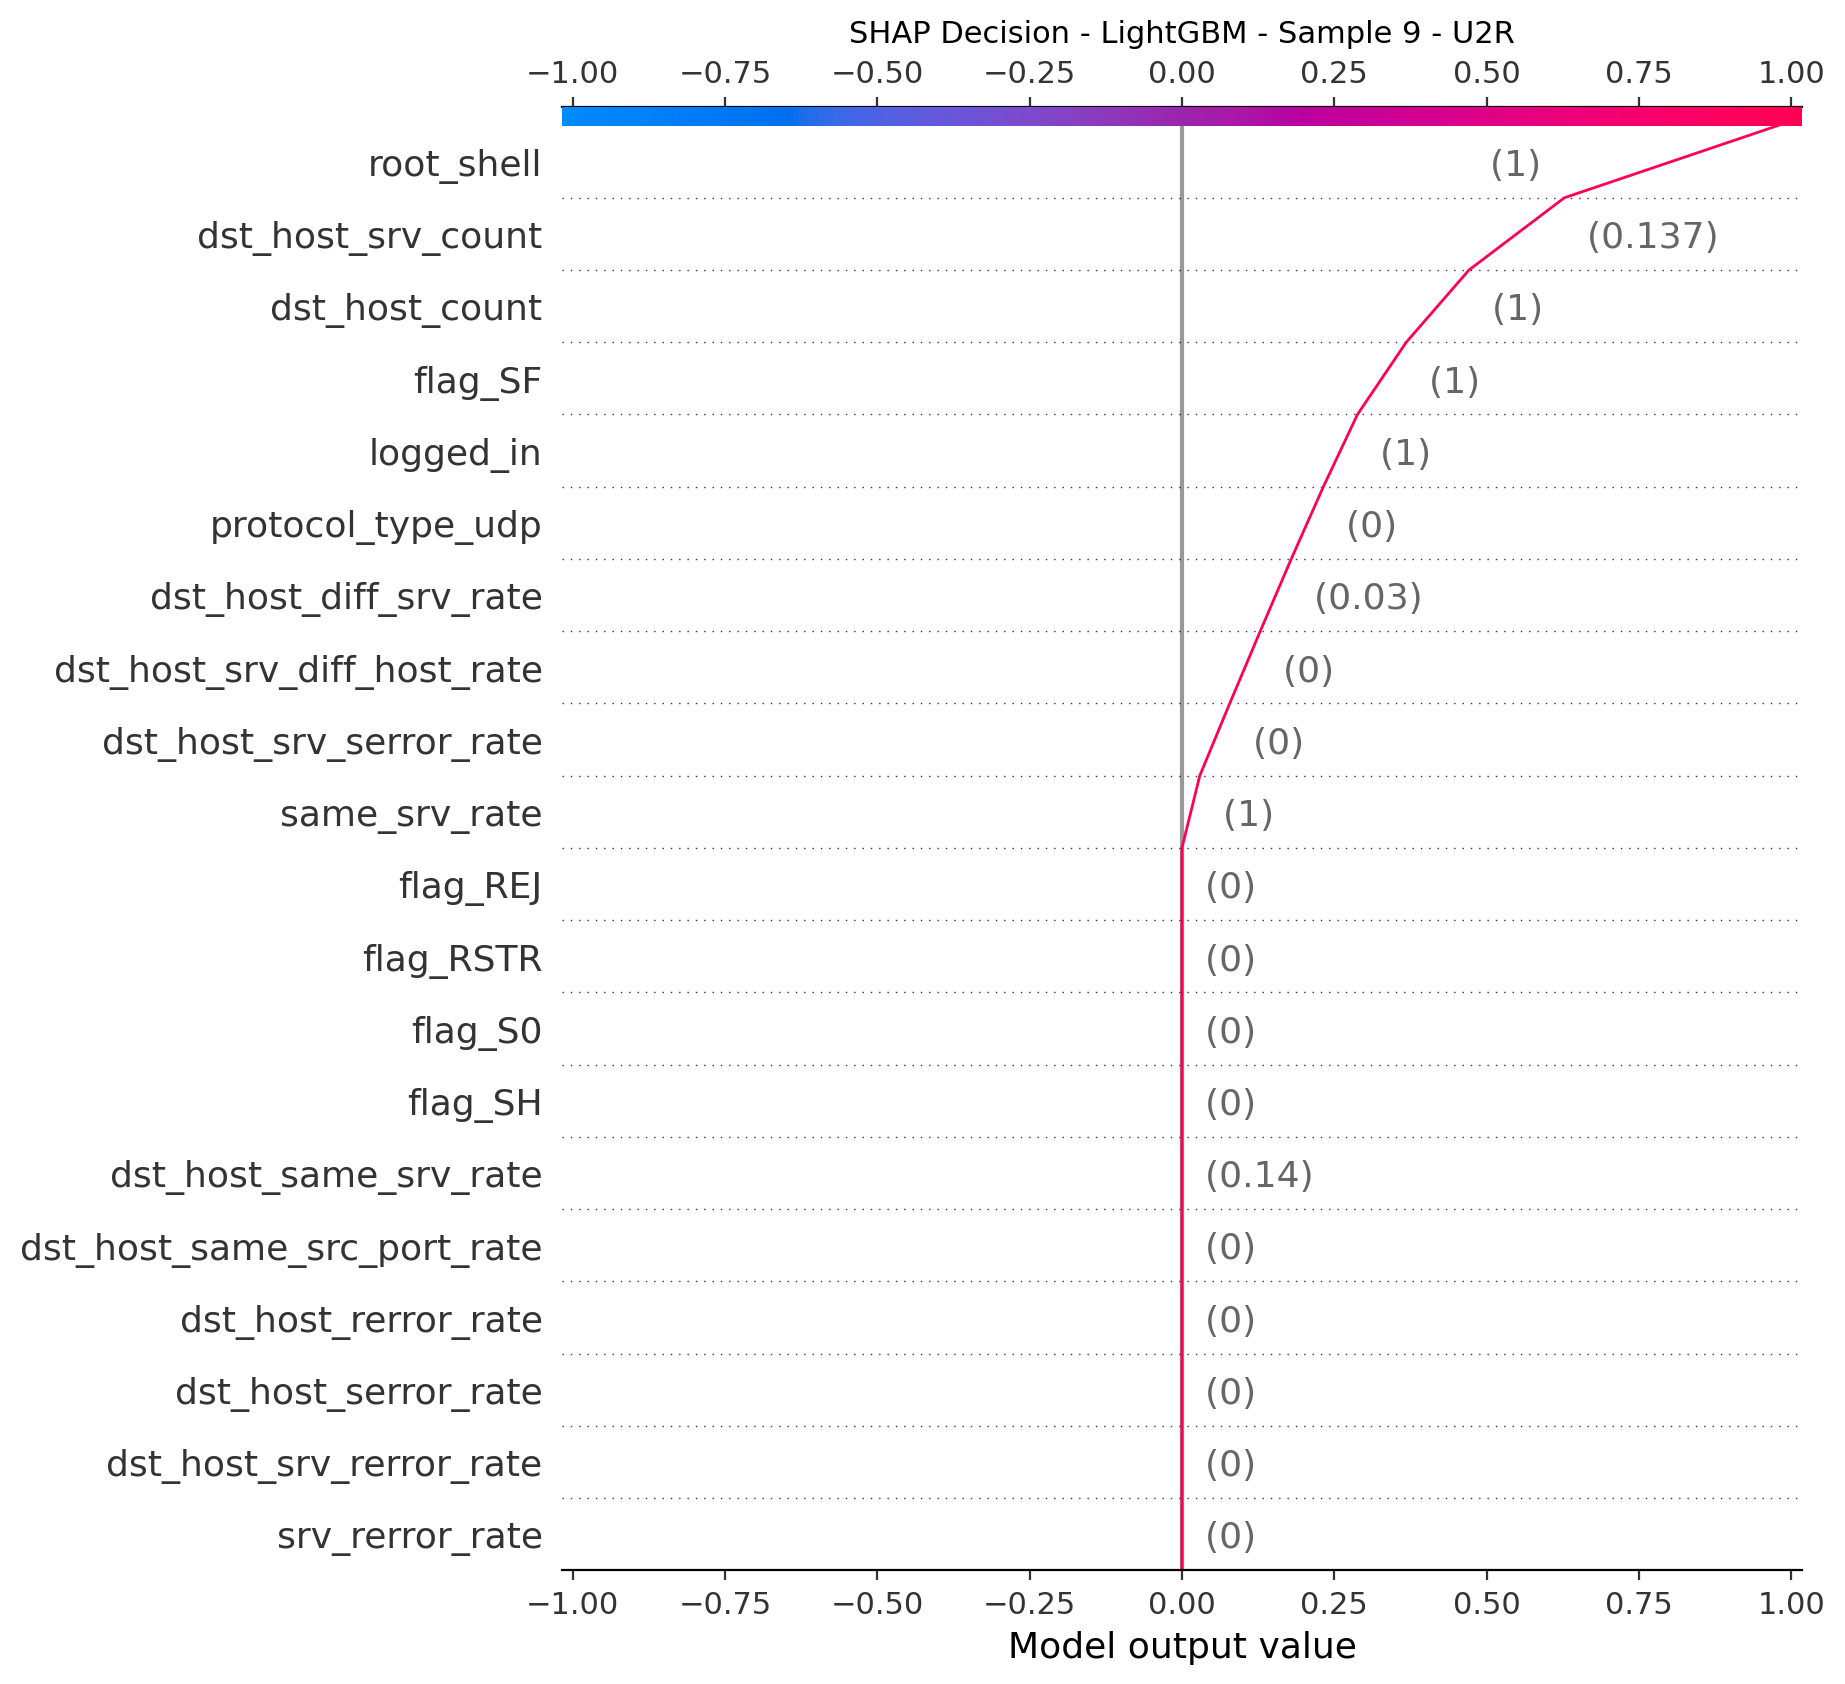 SHAP Decision - LightGBM - Sample 9 - U2R
−1.00 −0.75 −0.50 −0.25 0.00 0.25 0.50 0.75 1.00
root_shell (1)
dst_host_srv_count (0.137)
dst_host_count (1)
flag_SF (1)
logged_in (1)
protocol_type_udp (0)
dst_host_diff_srv_rate (0.03)
dst_host_srv_diff_host_rate (0)
dst_host_srv_serror_rate (0)
same_srv_rate (1)
flag_REJ (0)
flag_RSTR (0)
flag_S0 (0)
flag_SH (0)
dst_host_same_srv_rate (0.14)
dst_host_same_src_port_rate (0)
dst_host_rerror_rate (0)
dst_host_serror_rate (0)
dst_host_srv_rerror_rate (0)
srv_rerror_rate (0)
−1.00 −0.75 −0.50 −0.25 0.00 0.25 0.50 0.75 1.00
Model output value